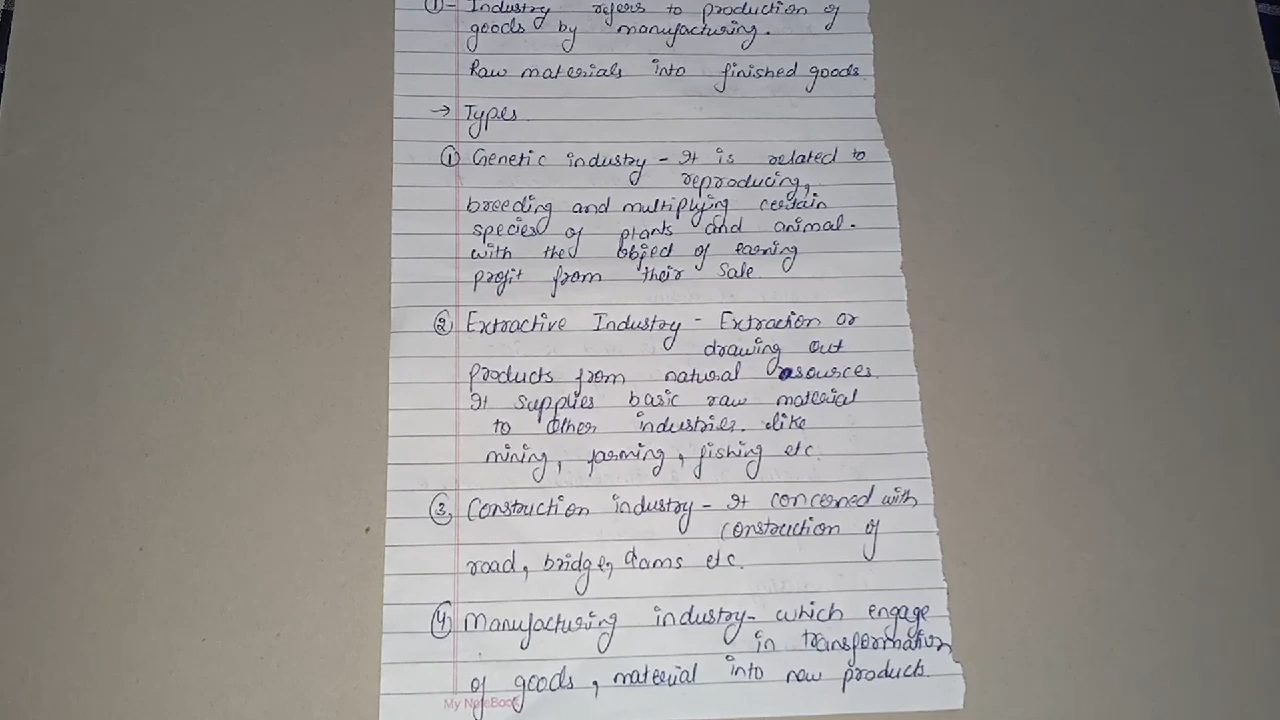 ①- Industry refers to production of
goods by manufacturing.
Raw materials into finished goods
→ Types
① Genetic industry - It is related to
reproducing,
breeding and multiplying certain
species of plants and animal.
with the object of earning
profit from their sale
② Extractive Industry - Extraction or
drawing out
products from natural resources
It supplies basic raw material
to other industries. like
mining, farming, fishing etc.
③ Construction industry - It concerned with
construction of
road, bridge, dams etc.
④ Manufacturing industry- which engage
in transformation
of goods, material into new products.
My NoteBook